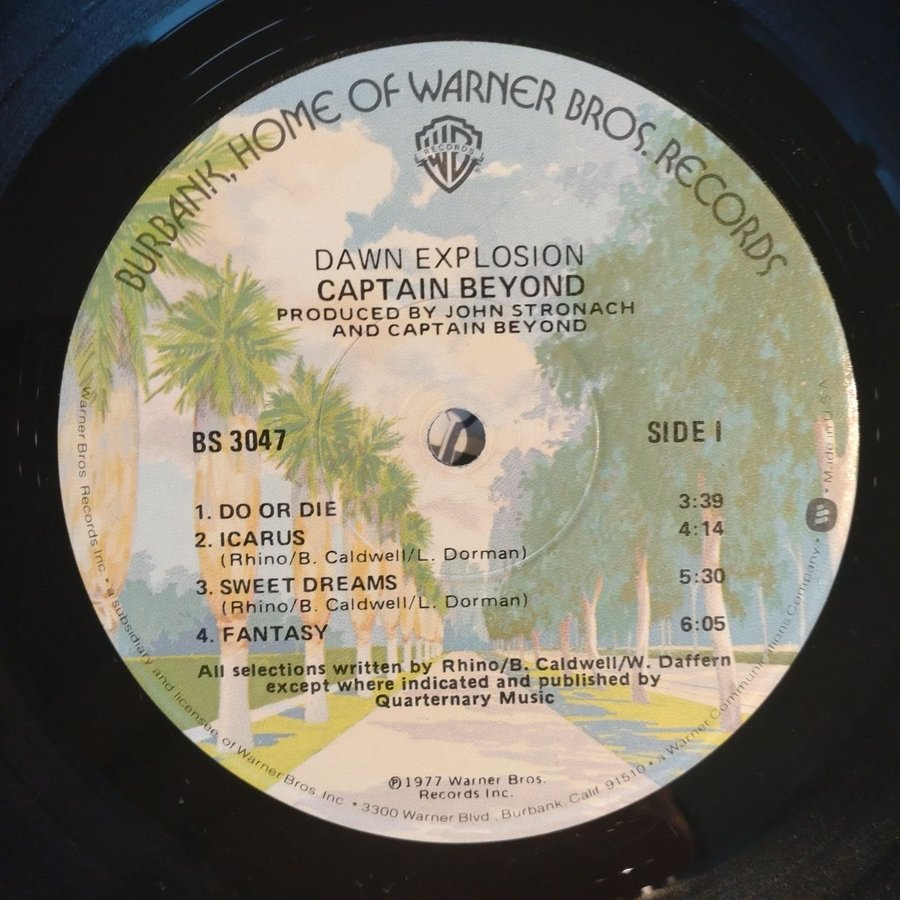 BURBANK, HOME OF WARNER BROS. RECORDS
WB
RECORDS
®
DAWN EXPLOSION
CAPTAIN BEYOND
PRODUCED BY JOHN STRONACH
AND CAPTAIN BEYOND
BS 3047
SIDE I
1. DO OR DIE 3:39
2. ICARUS 4:14
(Rhino/B. Caldwell/L. Dorman)
3. SWEET DREAMS 5:30
(Rhino/B. Caldwell/L. Dorman)
4. FANTASY 6:05
All selections written by Rhino/B. Caldwell/W. Daffern
except where indicated and published by
Quarternary Music
℗1977 Warner Bros.
Records Inc.
Warner Bros. Records Inc. • a subsidiary and licensee of Warner Bros. Inc. • 3300 Warner Blvd., Burbank, Calif. 91510 • a Warner Communications Company • Made in U.S.A.